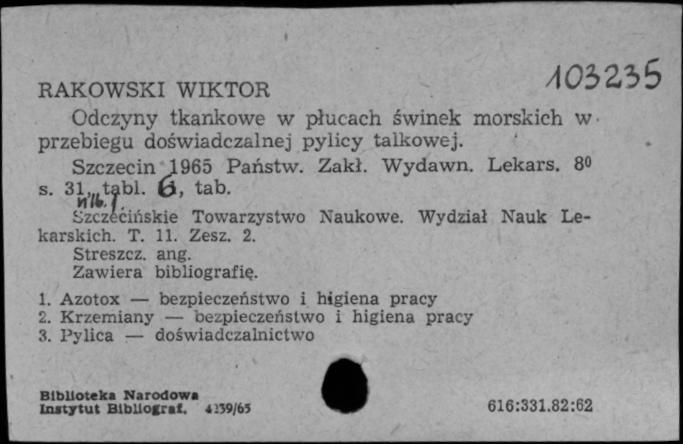 103235
RAKOWSKI WIKTOR
Odczyny tkankowe w płucach świnek morskich w
przebiegu doświadczalnej pylicy talkowej.
Szczecin 1965 Państw. Zakł. Wydawn. Lekars. 8⁰
s. 31, tabl. 6, tab.
nlb. 1.
Szczecińskie Towarzystwo Naukowe. Wydział Nauk Le-
karskich. T. 11. Zesz. 2.
Streszcz. ang.
Zawiera bibliografię.
1. Azotox — bezpieczeństwo i higiena pracy
2. Krzemiany — bezpieczeństwo i higiena pracy
3. Pylica — doświadczalnictwo
Biblioteka Narodowa
Instytut Bibliograf. 4139/65
616:331.82:62